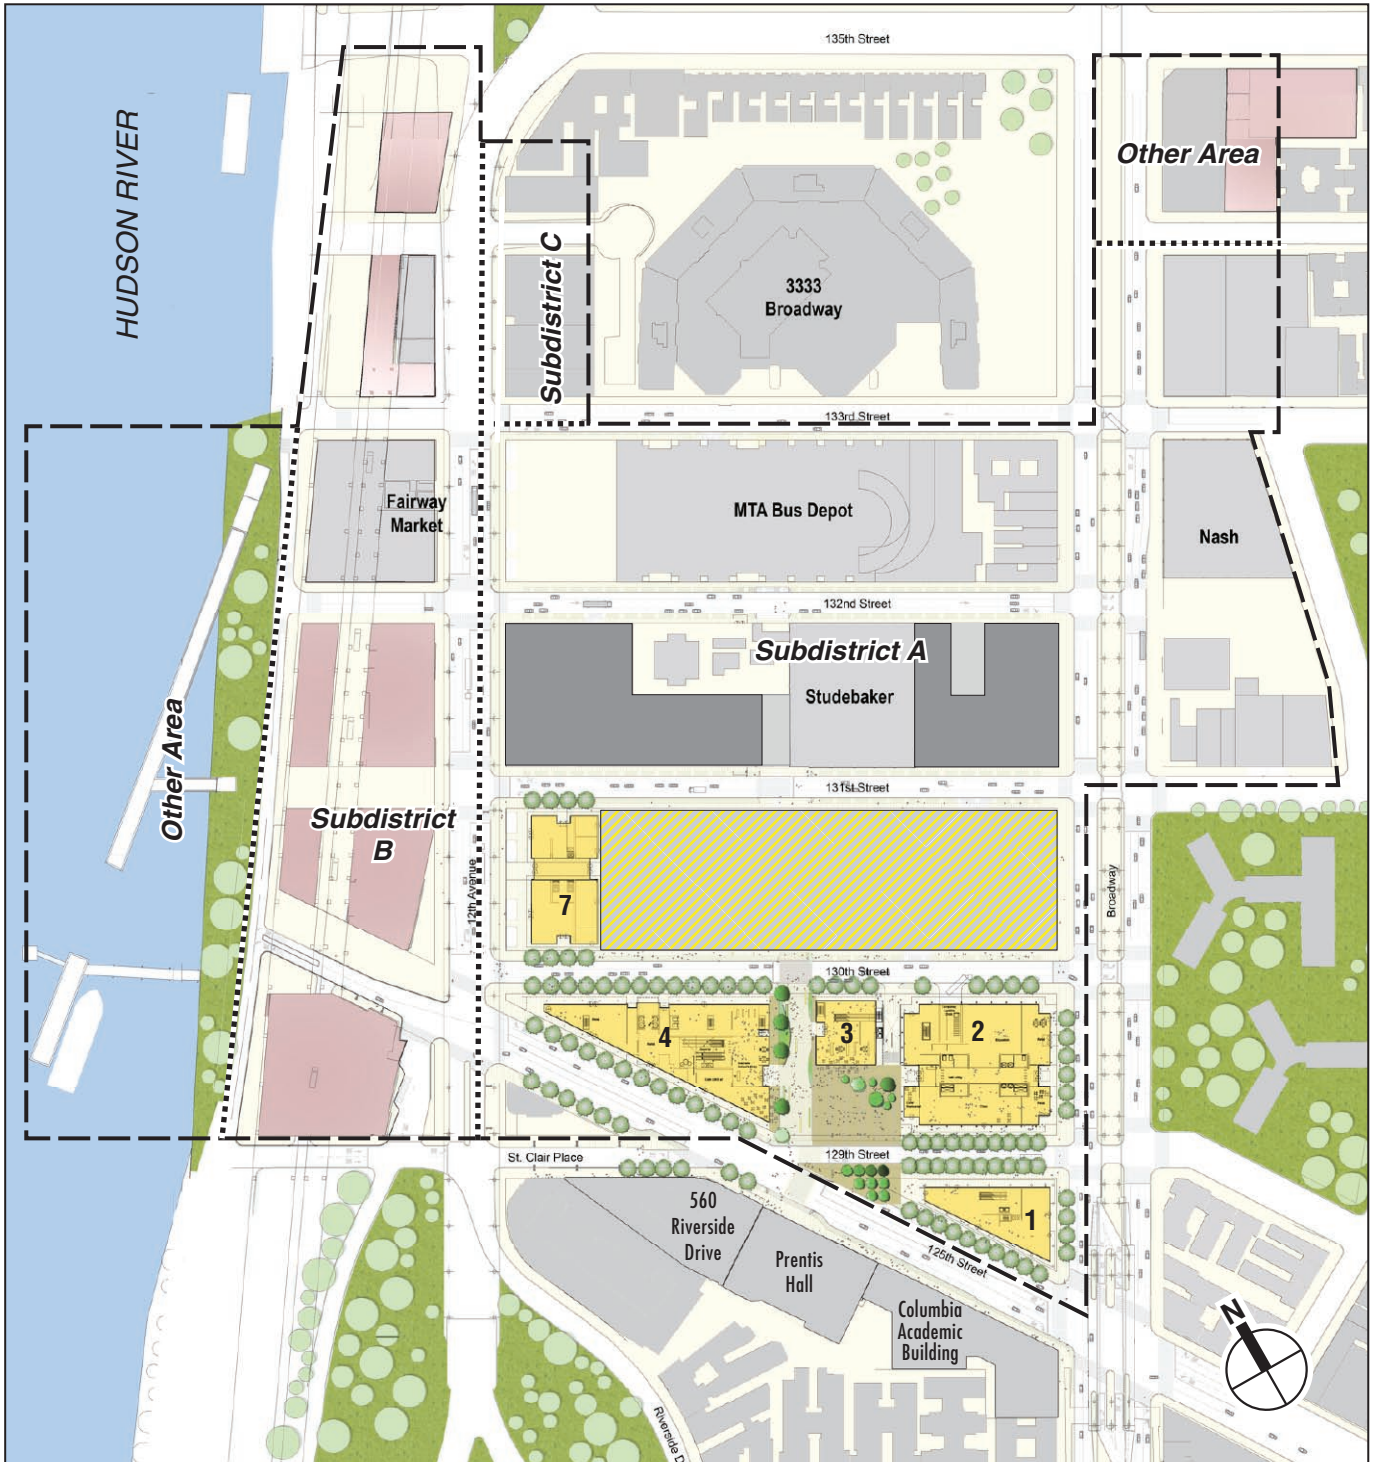 135th Street
HUDSON RIVER
Other Area
Subdistrict C
3333
Broadway
133rd Street
Fairway
Market
MTA Bus Depot
Nash
132nd Street
Subdistrict A
Studebaker
Other Area
131st Street
Subdistrict
B
12th Avenue
7
Broadway
130th Street
4
3
2
St. Clair Place
129th Street
1
560
Riverside
Drive
Prentis
Hall
125th Street
Columbia
Academic
Building
N
Riverside D